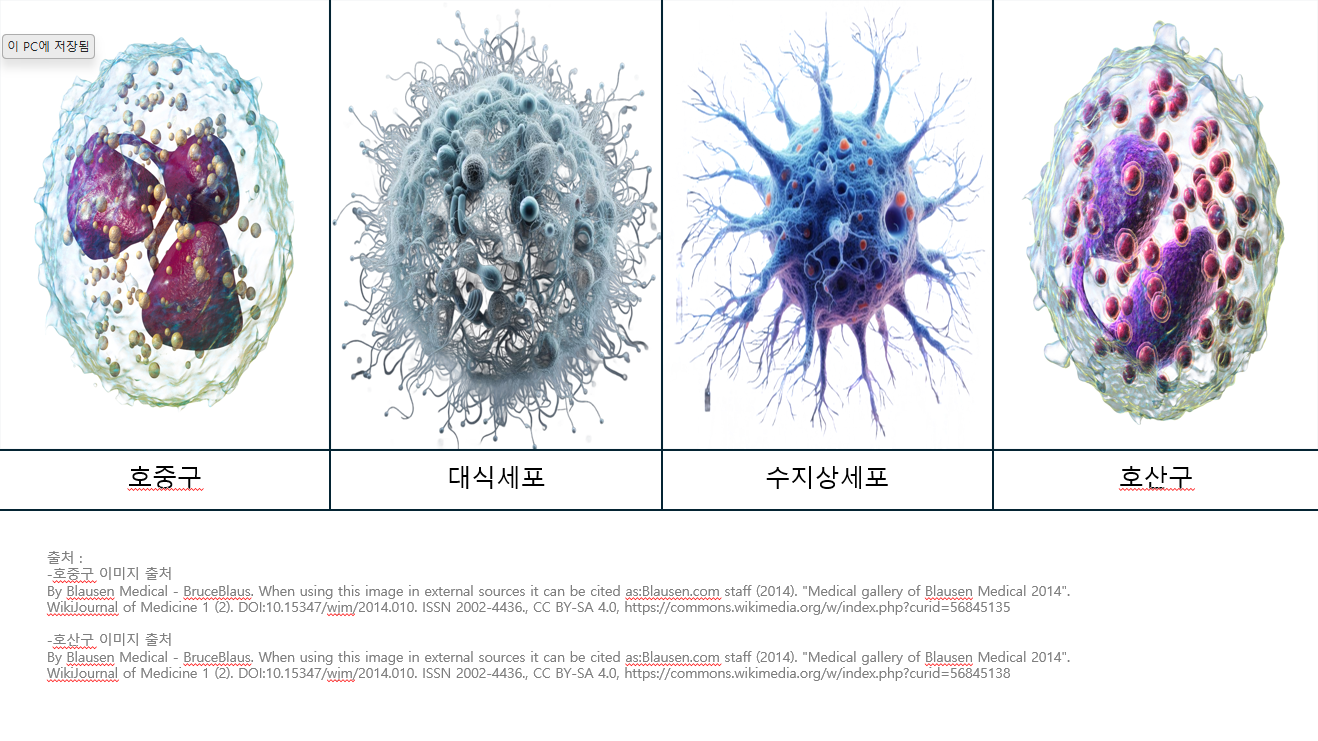 이 PC에 저장됨
호중구
대식세포
수지상세포
호산구
출처 :
-호중구 이미지 출처
By Blausen Medical - BruceBlaus. When using this image in external sources it can be cited as:Blausen.com staff (2014). "Medical gallery of Blausen Medical 2014".
WikiJournal of Medicine 1 (2). DOI:10.15347/wjm/2014.010. ISSN 2002-4436., CC BY-SA 4.0, https://commons.wikimedia.org/w/index.php?curid=56845135
-호산구 이미지 출처
By Blausen Medical - BruceBlaus. When using this image in external sources it can be cited as:Blausen.com staff (2014). "Medical gallery of Blausen Medical 2014".
WikiJournal of Medicine 1 (2). DOI:10.15347/wjm/2014.010. ISSN 2002-4436., CC BY-SA 4.0, https://commons.wikimedia.org/w/index.php?curid=56845138